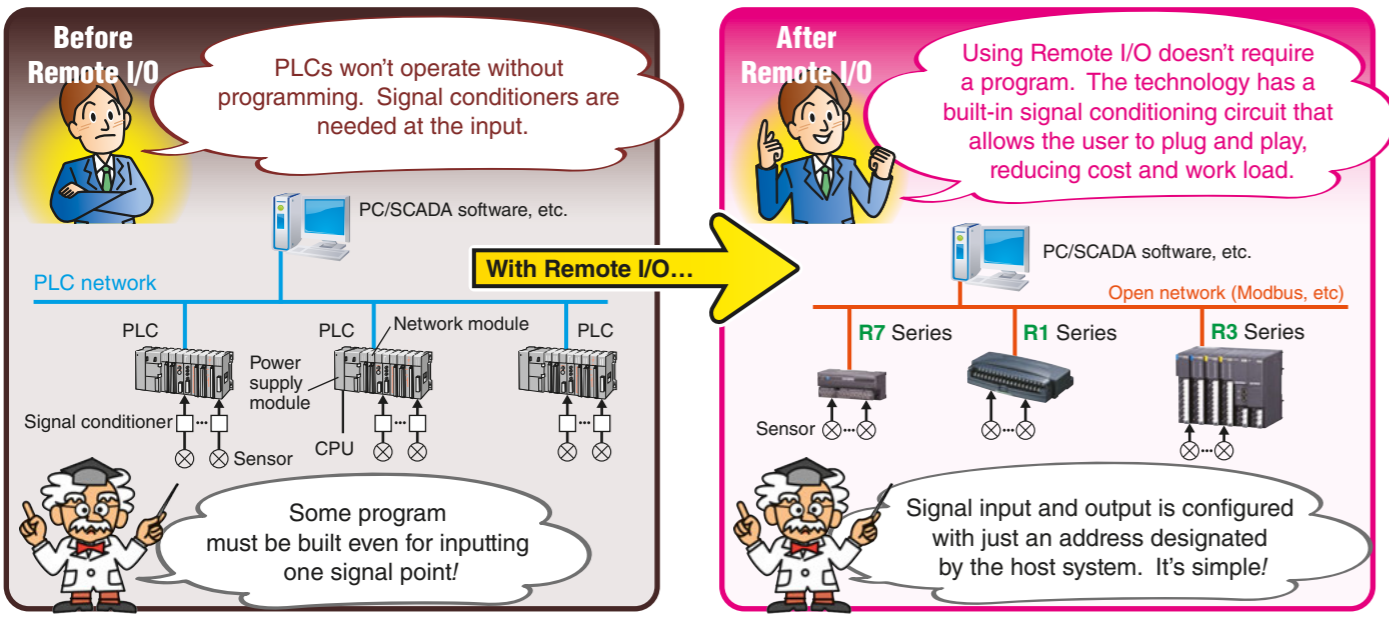 Before
Remote I/O
PLCs won't operate without
programming. Signal conditioners are
needed at the input.
PC/SCADA software, etc.
PLC network
PLC
PLC
Network module
PLC
Power
supply
module
Signal conditioner
CPU
Sensor
Some program
must be built even for inputting
one signal point!
With Remote I/O...
After
Remote I/O
Using Remote I/O doesn't require
a program. The technology has a
built-in signal conditioning circuit that
allows the user to plug and play,
reducing cost and work load.
PC/SCADA software, etc.
Open network (Modbus, etc)
R7 Series
R1 Series
R3 Series
Sensor
Signal input and output is configured
with just an address designated
by the host system. It's simple!